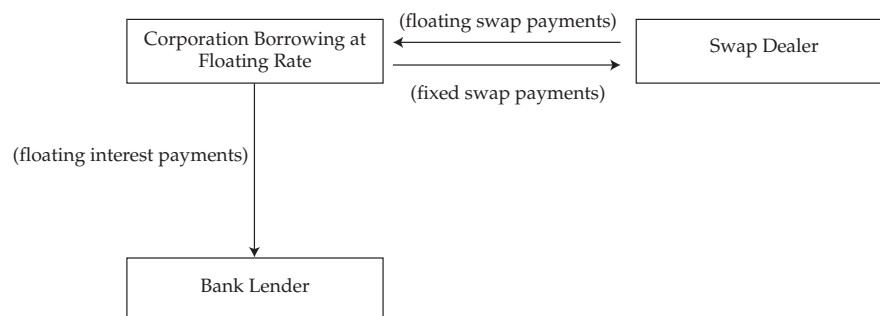 (floating swap payments)
Corporation Borrowing at
Floating Rate
Swap Dealer
(fixed swap payments)
(floating interest payments)
Bank Lender